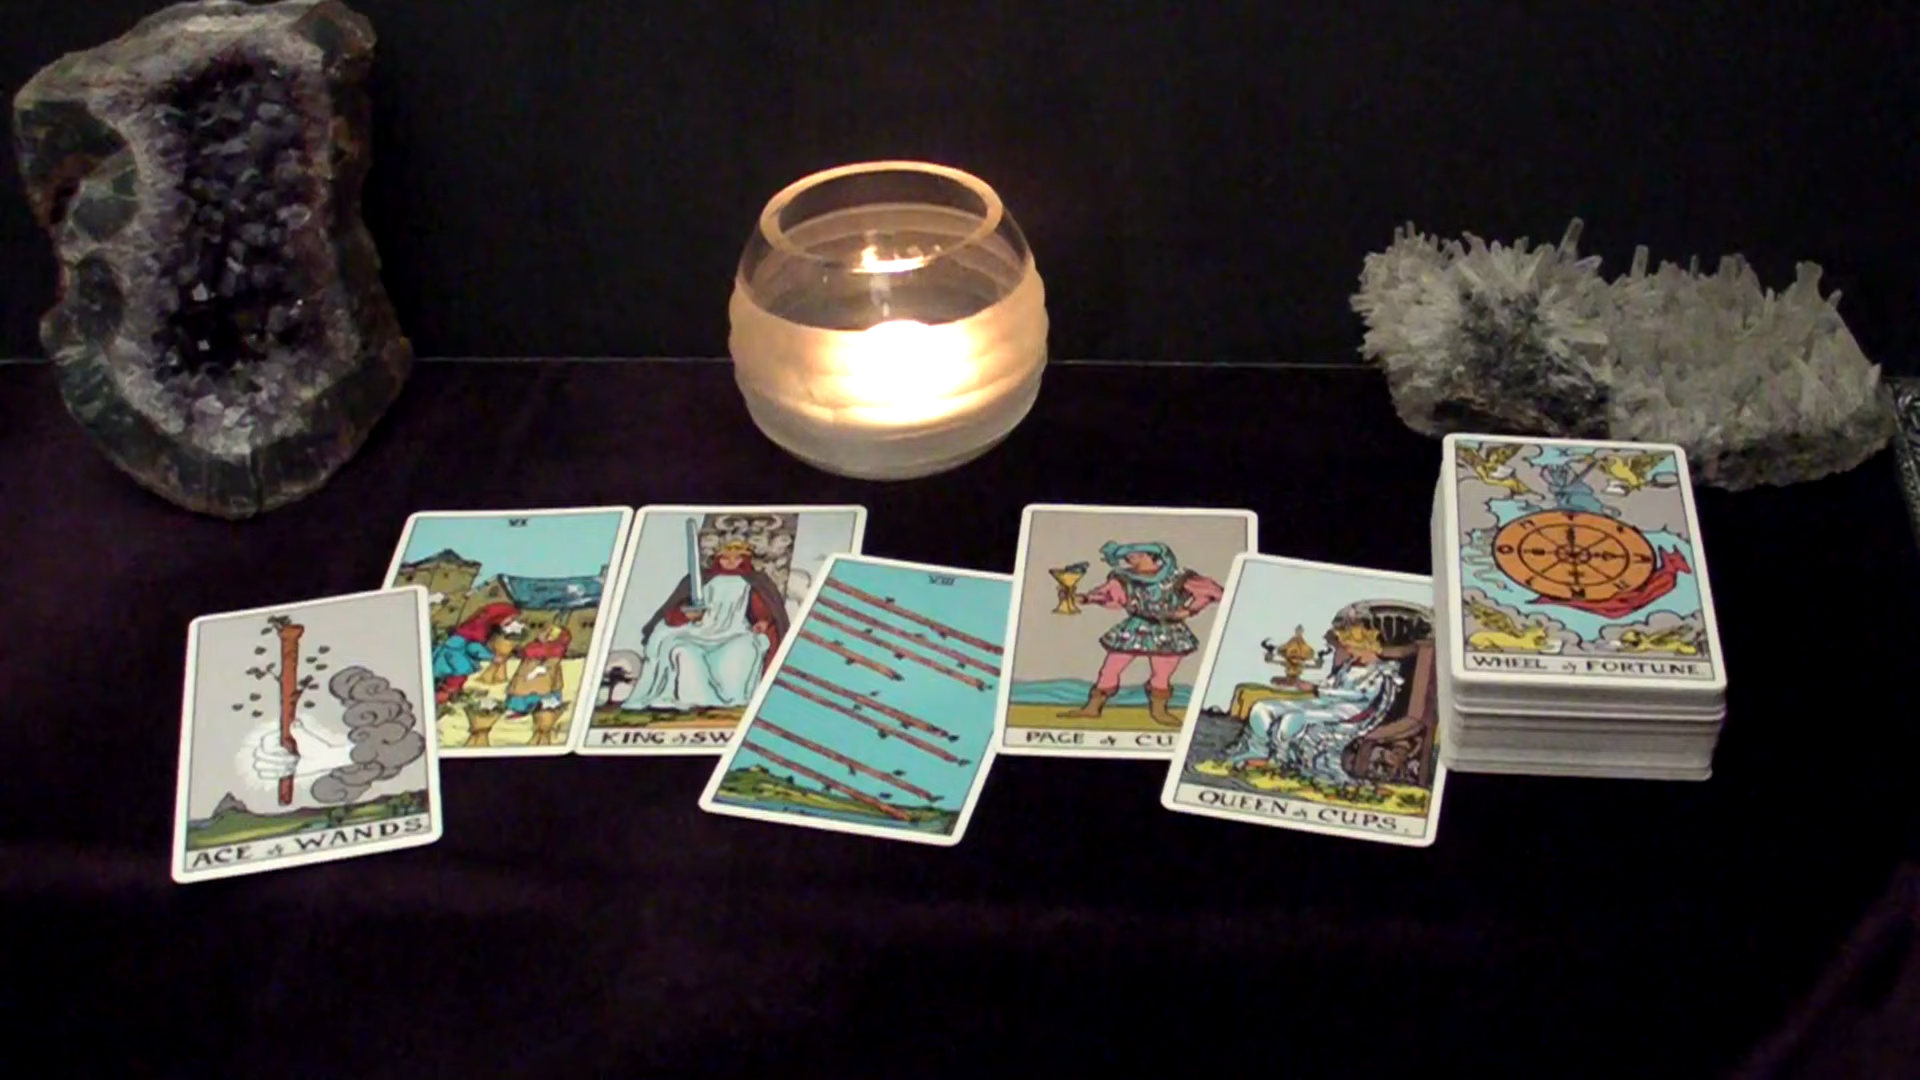 VI
VIII
WHEEL of FORTUNE.
KING of SW
PAGE of CU
QUEEN of CUPS.
ACE of WANDS